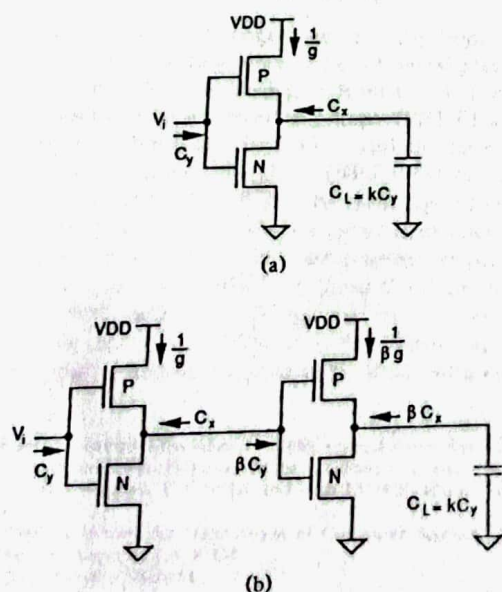 VDD
1/g
P
Vi
Cx
Cy
N
CL = kCy
(a)
VDD
1/g
P
VDD
1/βg
P
Vi
Cx
βCx
Cy
βCy
N
N
CL = kCy
(b)